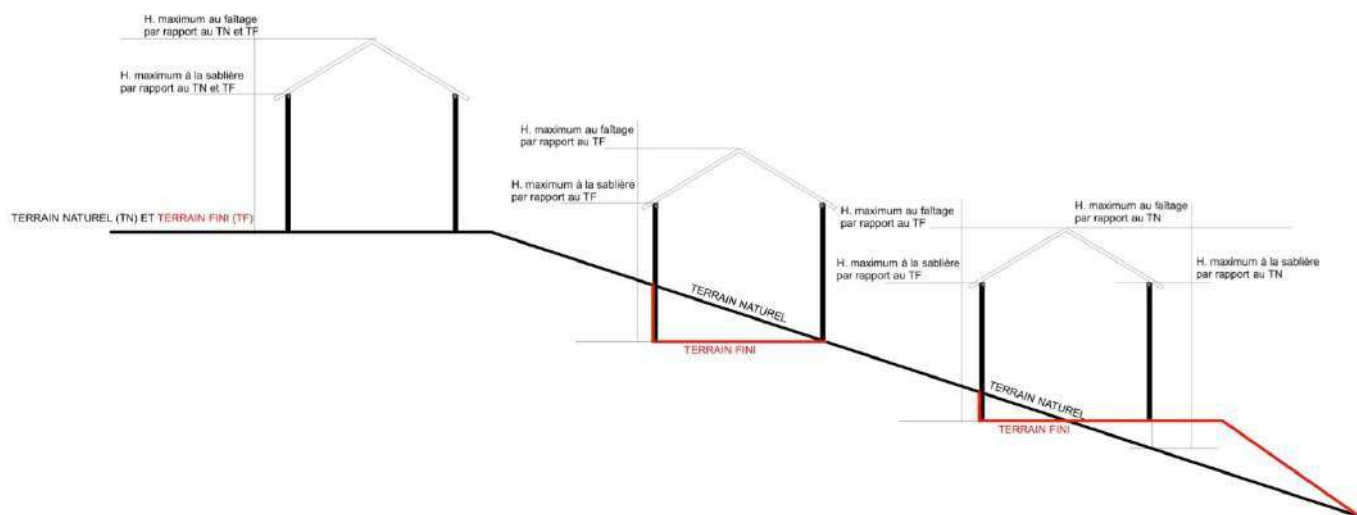 H. maximum au faîtage
par rapport au TN et TF
H. maximum à la sablière
par rapport au TN et TF
TERRAIN NATUREL (TN) ET TERRAIN FINI (TF)
H. maximum au faîtage
par rapport au TF
H. maximum à la sablière
par rapport au TF
TERRAIN NATUREL
TERRAIN FINI
H. maximum au faîtage
par rapport au TF
H. maximum à la sablière
par rapport au TF
H. maximum au faîtage
par rapport au TN
H. maximum à la sablière
par rapport au TN
TERRAIN NATUREL
TERRAIN FINI